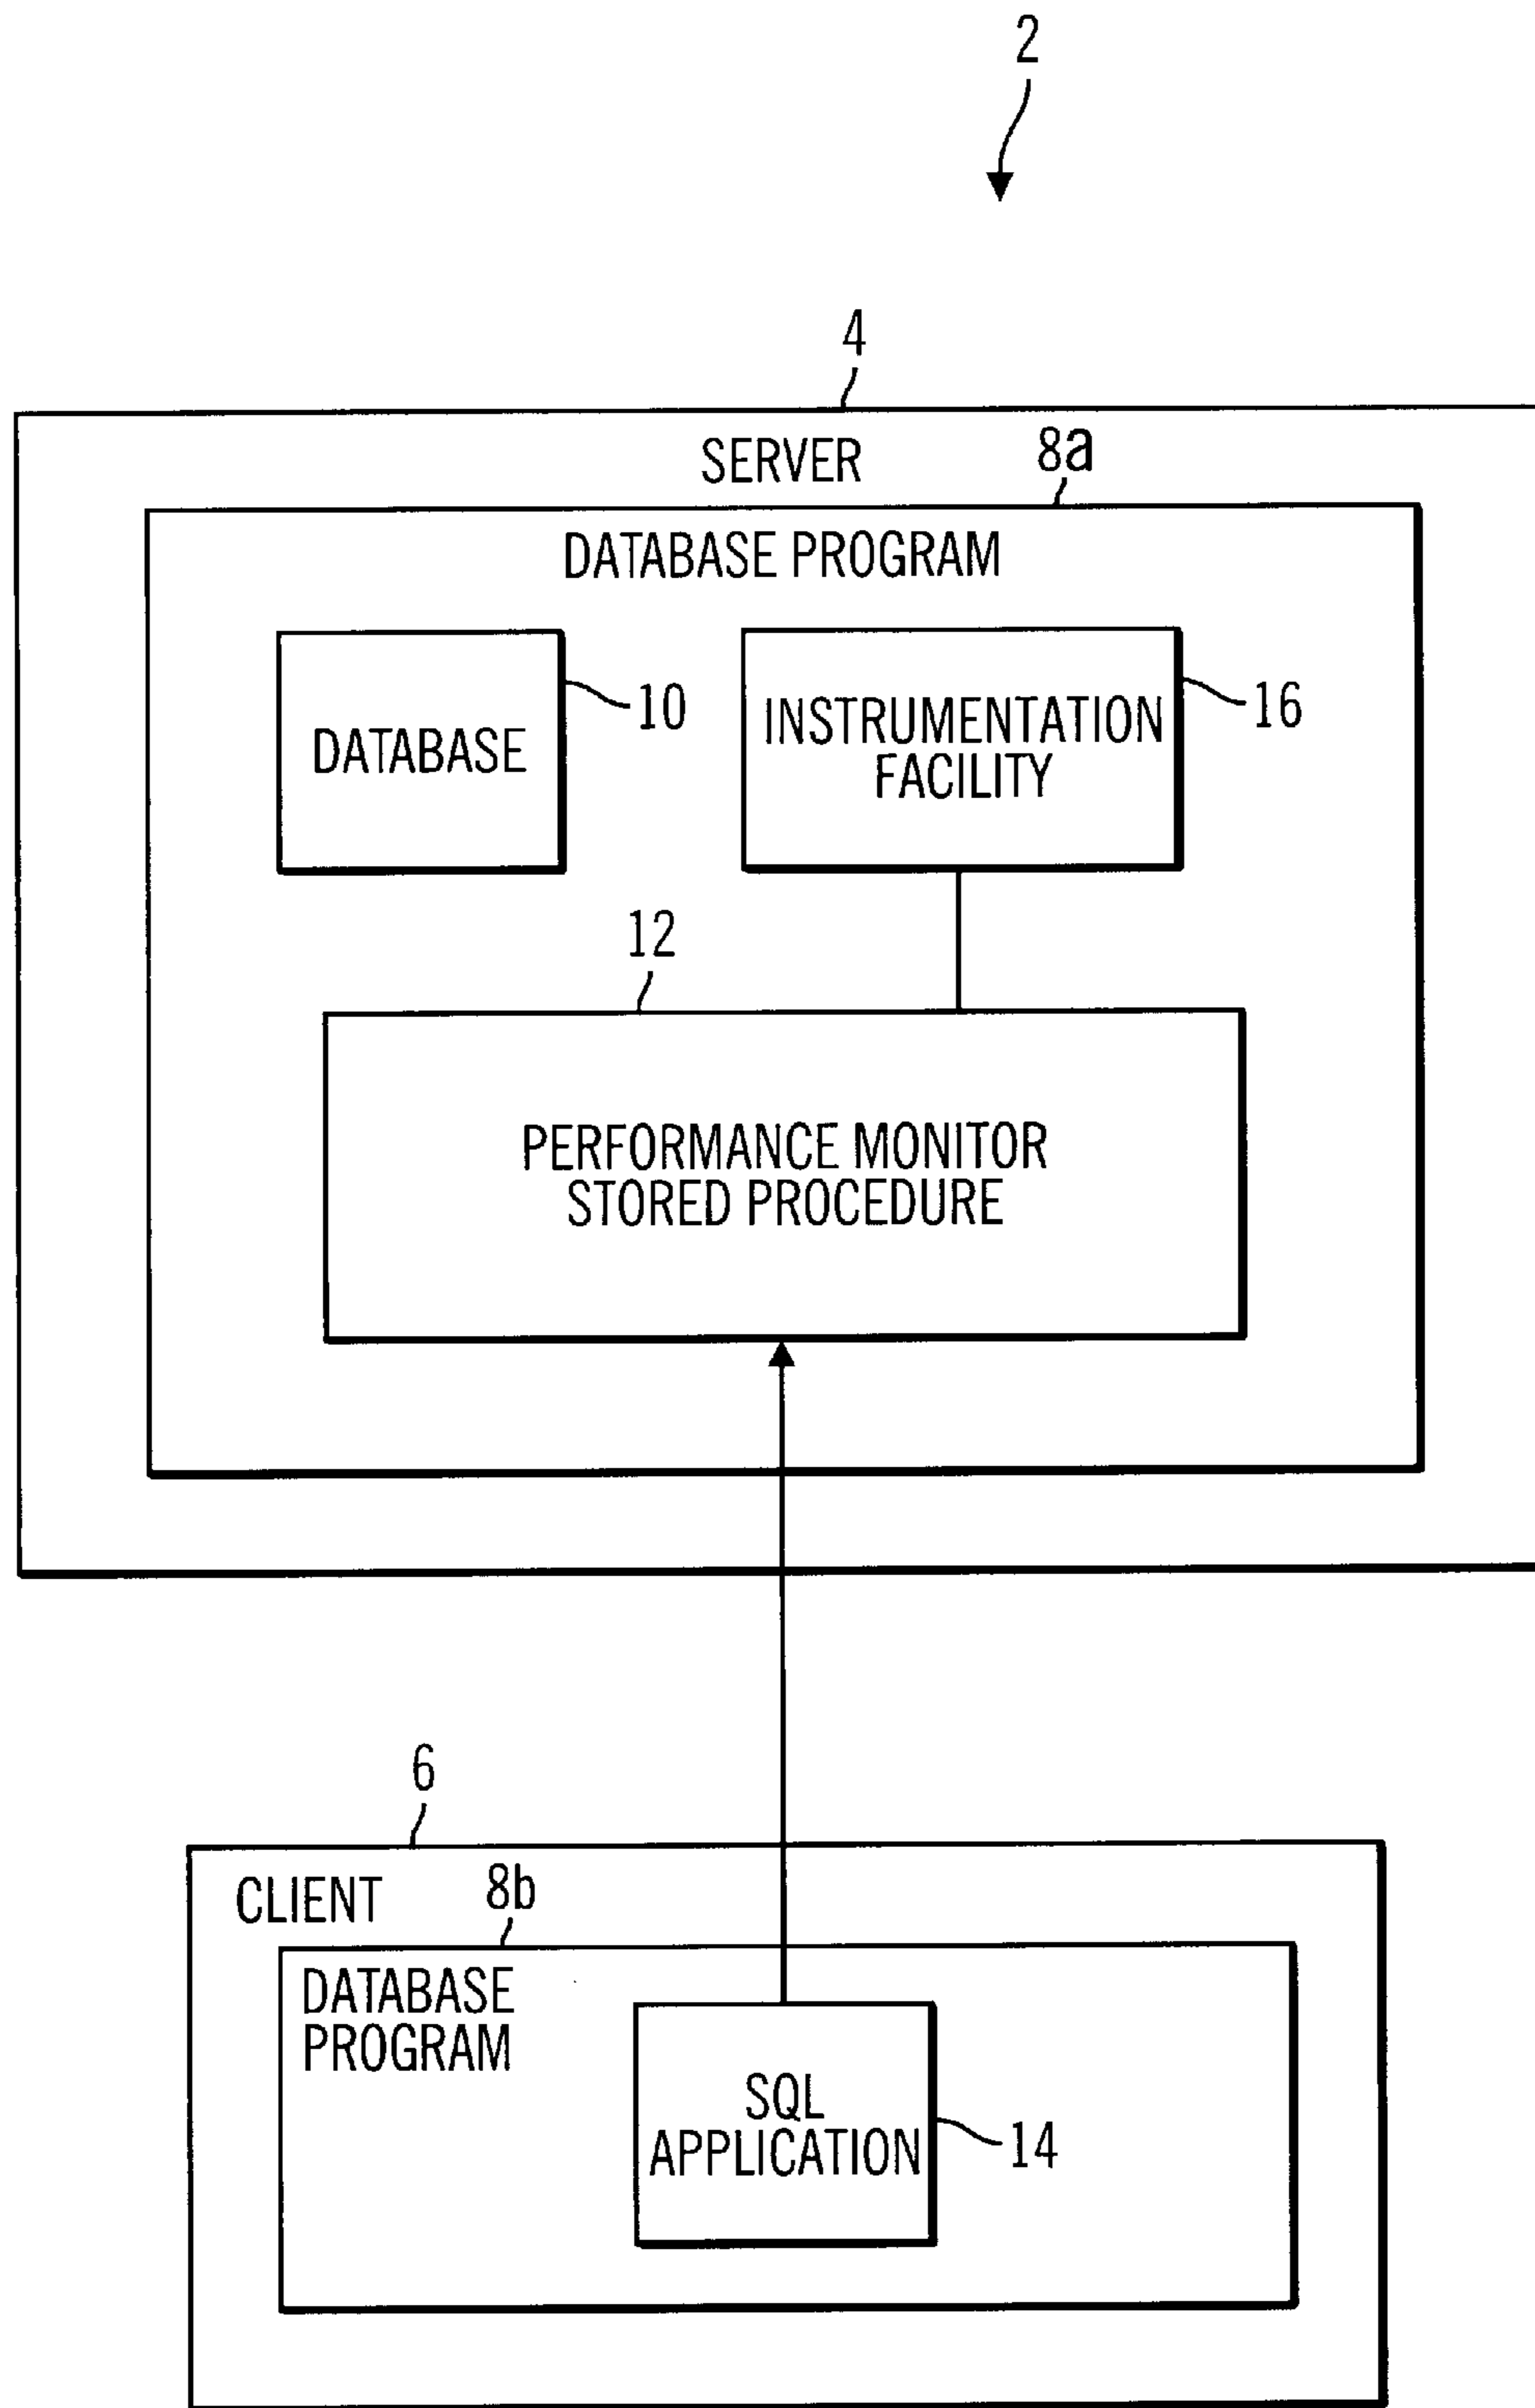 2
4
SERVER
8a
DATABASE PROGRAM
DATABASE
10
INSTRUMENTATION
FACILITY
16
12
PERFORMANCE MONITOR
STORED PROCEDURE
6
CLIENT
8b
DATABASE
PROGRAM
SQL
APPLICATION
14